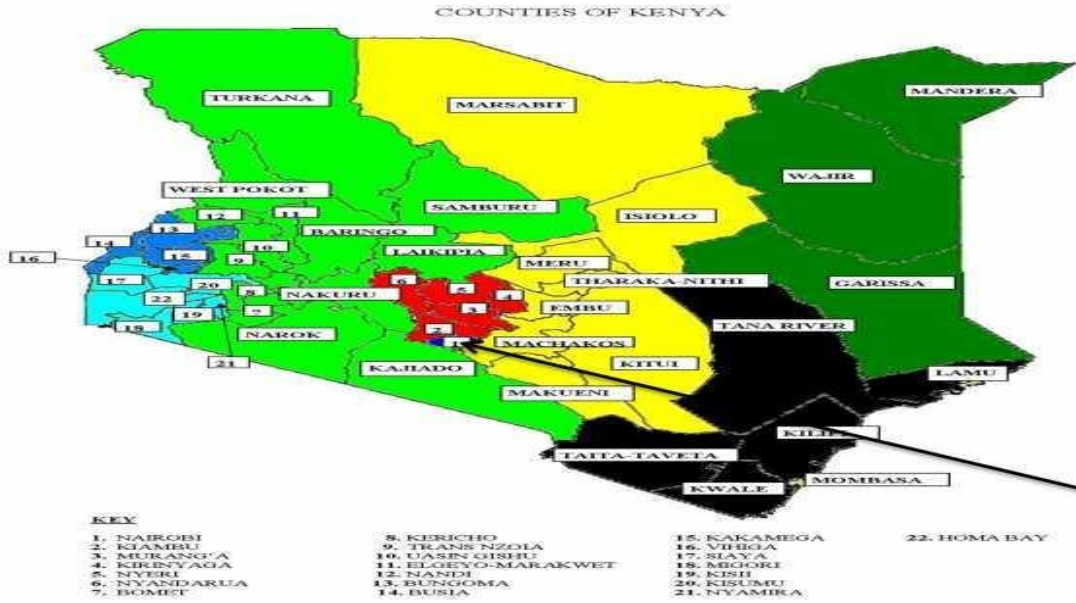 COUNTIES OF KENYA
MANDERA
TURKANA
MARSABIT
WAJIR
WEST POKOT
SAMBURU
ISIOLO
12
11
13
BARINGO
14
10
LAIKIPIA
16
15
9
MERU
17
20
8
NAKURU
6
5
4
THARAKA-NITHI
GARISSA
22
19
7
3
EMBU
18
NAROK
2
1
MACHAKOS
TANA RIVER
21
KAJIADO
KITUI
LAMU
MAKUENI
TAITA-TAVETA
KWALE
MOMBASA
KEY
1. NAIROBI
2. KIAMBU
3. MURANG'A
4. KIRINYAGA
5. NYERI
6. NYANDARUA
7. BOMET
8. KERICHO
9. TRANS NZOIA
10. UASIN GISHU
11. ELGEYO-MARAKWET
12. NANDI
13. BUNGOMA
14. BUSIA
15. KAKAMEGA
16. VIHIGA
17. SIAYA
18. MIGORI
19. KISII
20. KISUMU
21. NYAMIRA
22. HOMA BAY